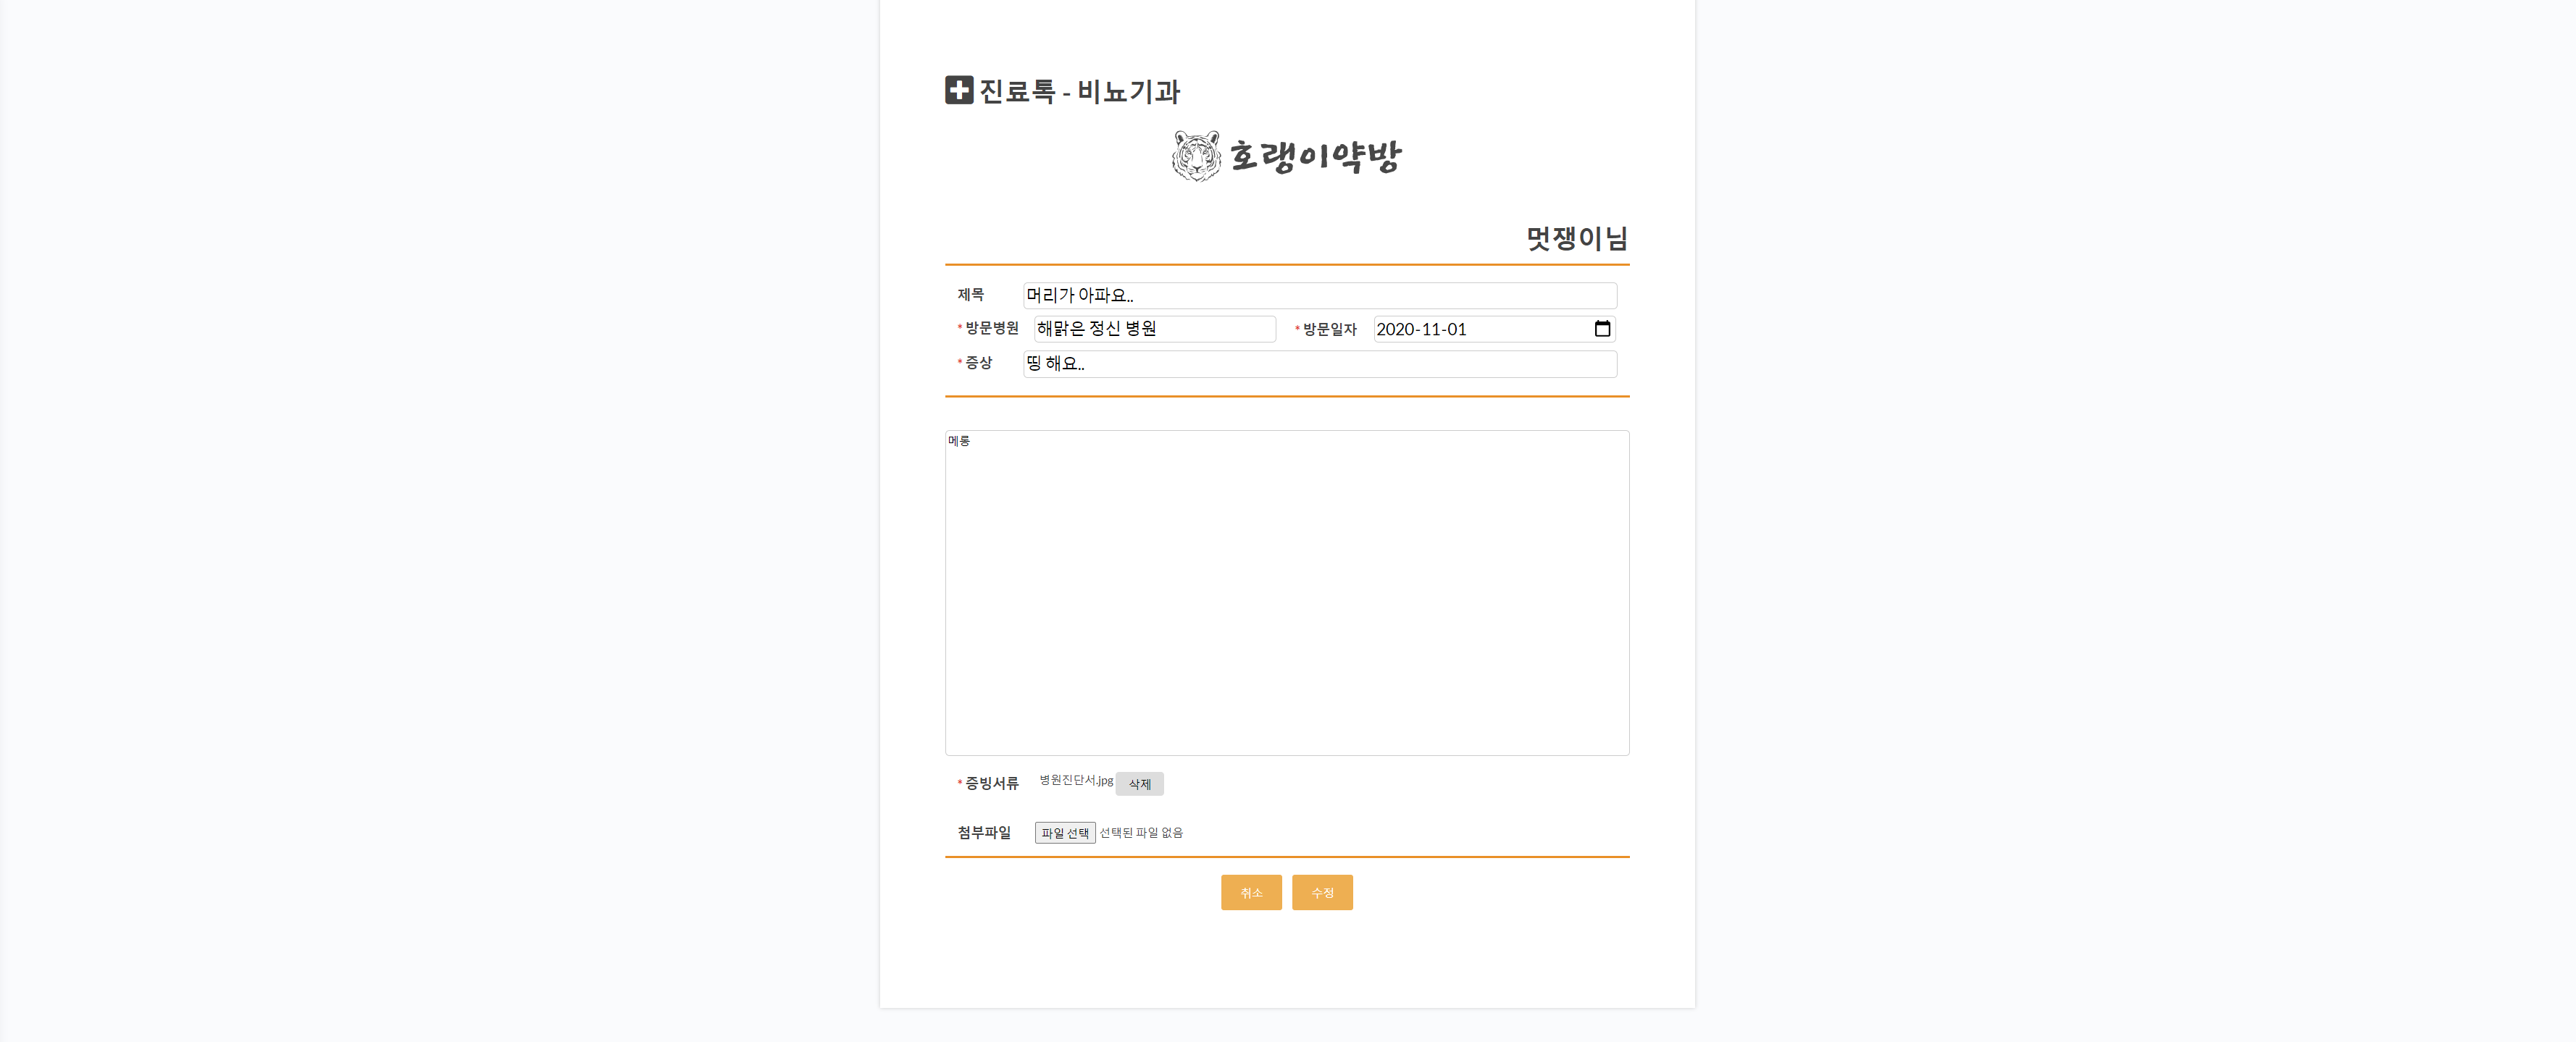 진료톡 - 비뇨기과
호랭이약방
멋쟁이님
제목 머리가 아파요..
* 방문병원 해맑은 정신 병원 * 방문일자 2020-11-01
* 증상 띵 해요..
메롱
* 증빙서류 병원진단서.jpg 삭제
첨부파일 파일 선택 선택된 파일 없음
취소 수정